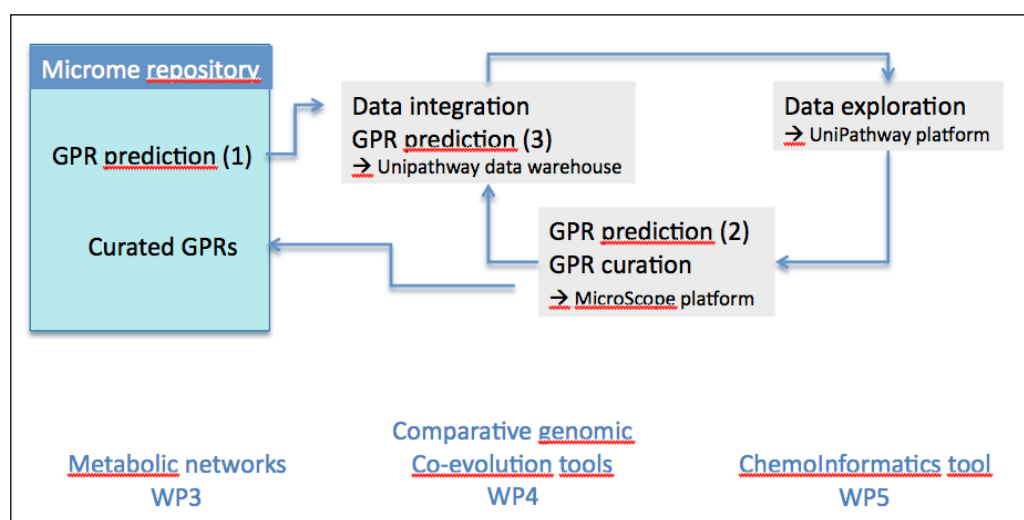 Microme repository
GPR prediction (1)
Curated GPRs
Data integration
GPR prediction (3)
→ Unipathway data warehouse
Data exploration
→ UniPathway platform
GPR prediction (2)
GPR curation
→ MicroScope platform
Metabolic networks
WP3
Comparative genomic
Co-evolution tools
WP4
ChemoInformatics tool
WP5